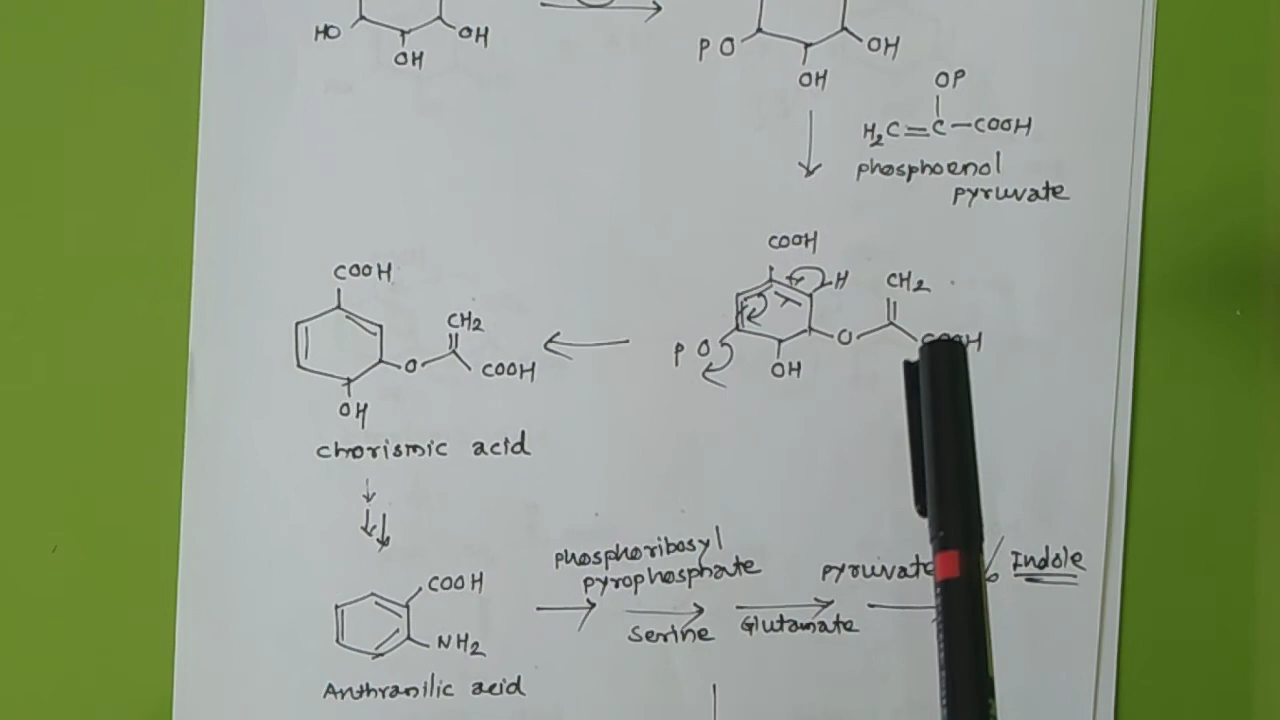 HO
OH
OH
PO
OH
OH
OP
H2C=C-COOH
phosphoenol
pyruvate
COOH
COOH
H
CH2
CH2
O
COOH
PO
O
OH
COOH
OH
chorismic acid
phosphoribosyl
pyrophosphate
pyruvate
Indole
COOH
Serine
Glutamate
NH2
Anthranilic acid